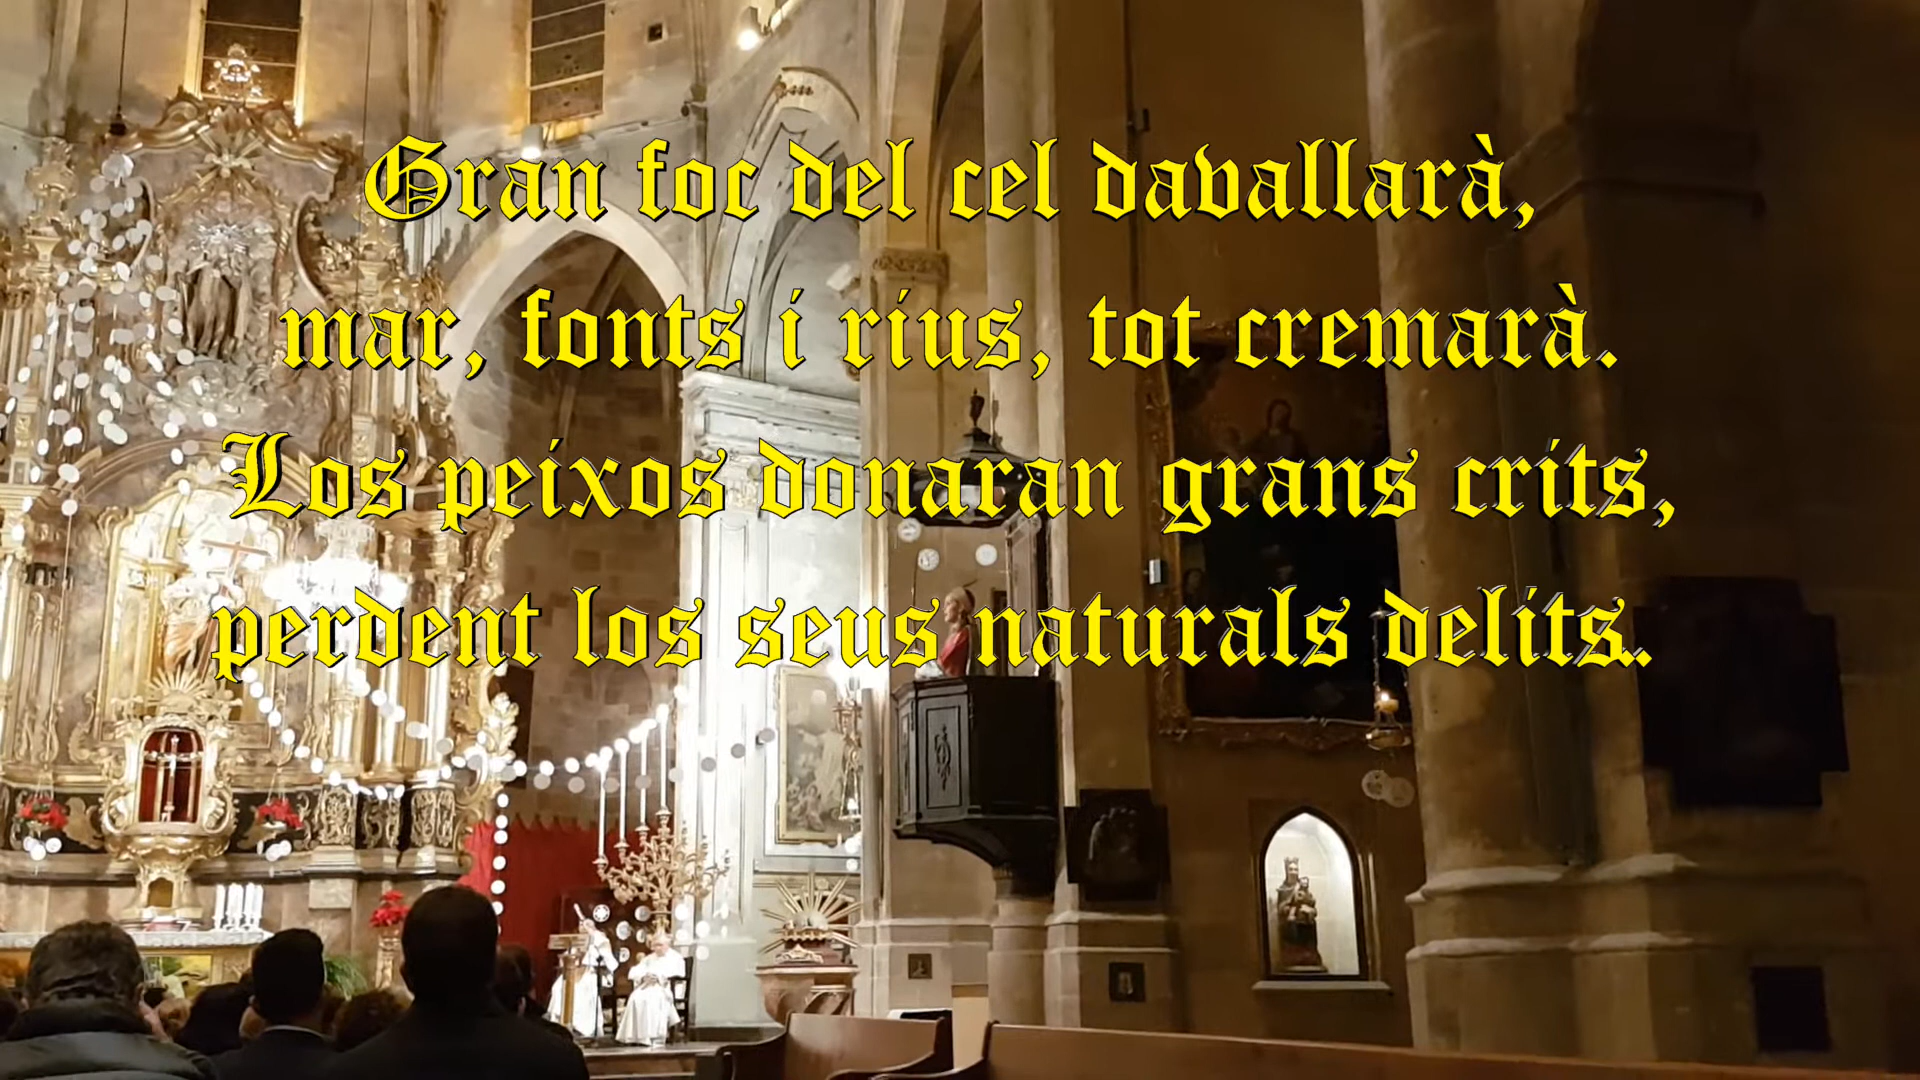 Gran foc del cel davallarà,
mar, fonts i rius, tot cremarà.
Los peixos donaran grans crits,
perdent los seus naturals delits..